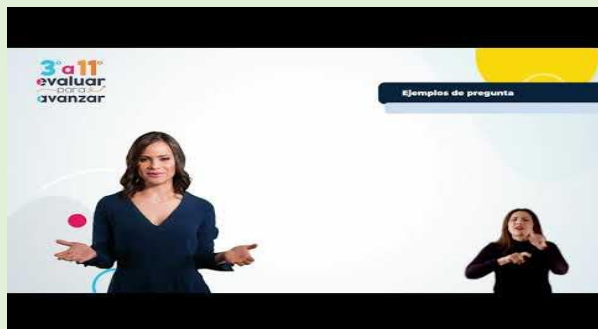 3° a 11°
evaluar
para
avanzar
Ejemplos de pregunta